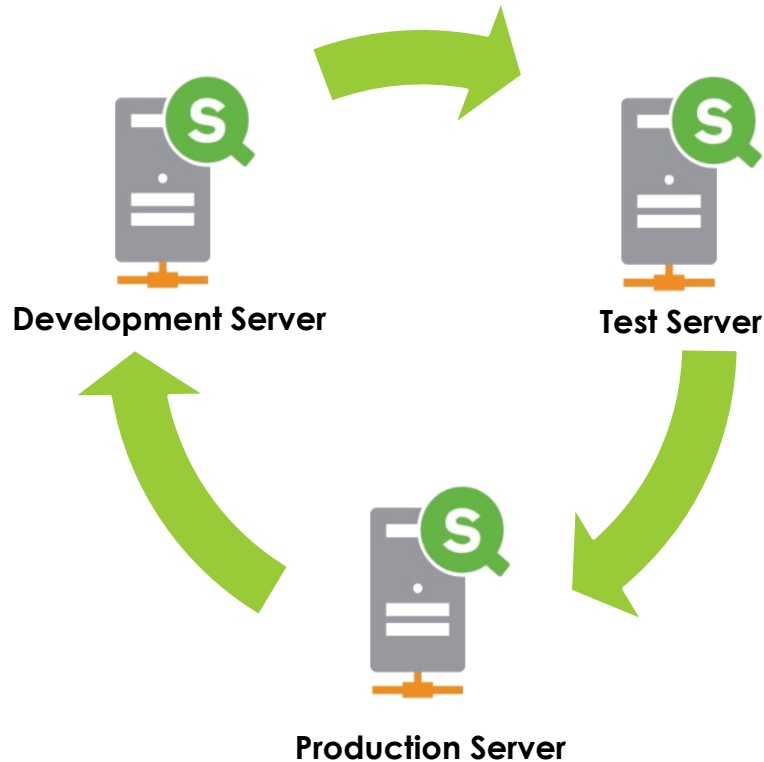 S
S
Development Server
Test Server
S
Production Server